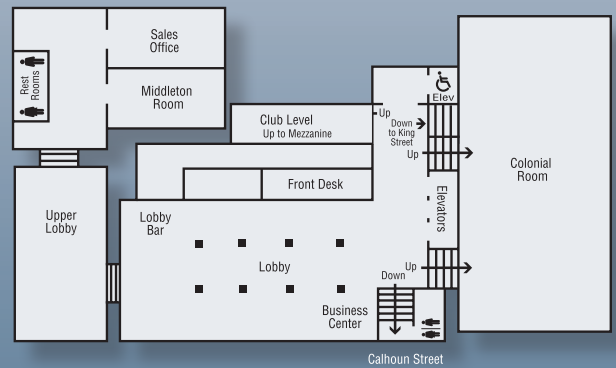 Sales
Office
Rest
Rooms
Middleton
Room
Club Level
Up to Mezzanine
Up
Elev
Down
to King
Street
Up
Colonial
Room
Front Desk
Elevators
Upper
Lobby
Lobby
Bar
Lobby
Up
Down
Business
Center
Calhoun Street